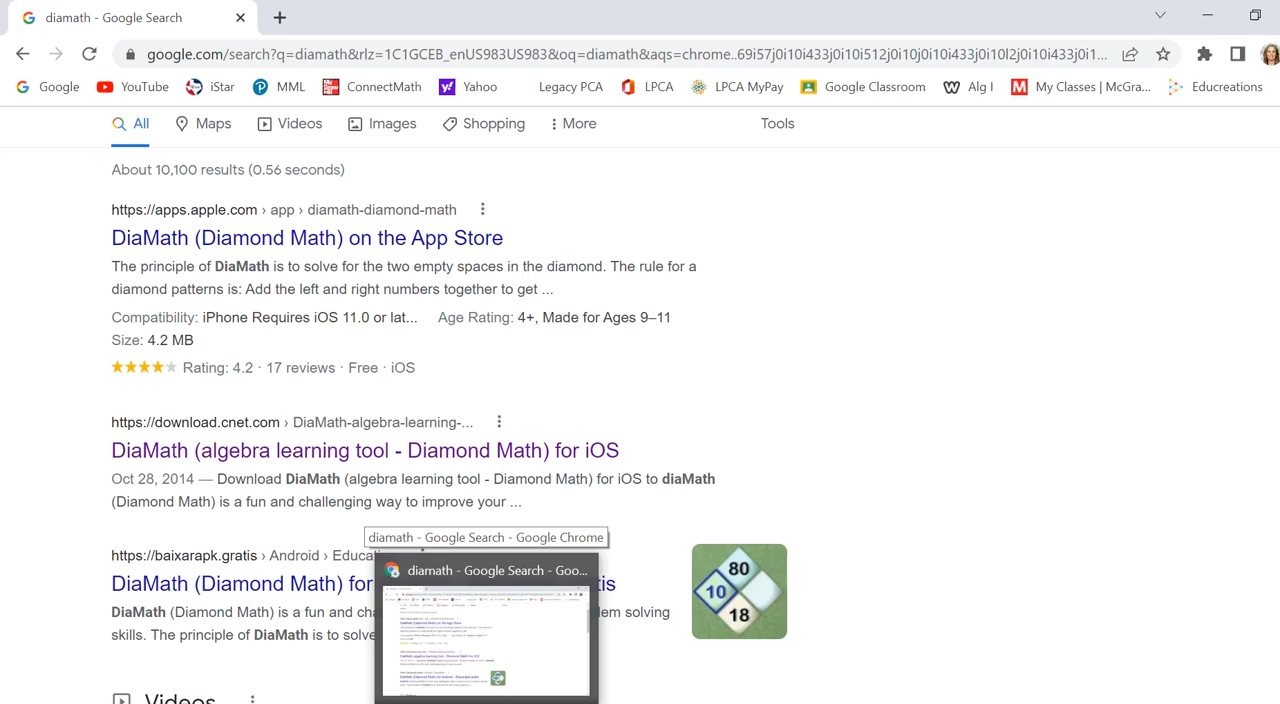 diamath - Google Search
google.com/search?q=diamath&rlz=1C1GCEB_enUS983US983&oq=diamath&aqs=chrome..69i57j0i10i433j0i10i512j0i10j0i10i433j0i10l2j0i10i433j0i1...
Google YouTube iStar MML ConnectMath Yahoo Legacy PCA LPCA LPCA MyPay Google Classroom Alg I My Classes | McGra... Educreations
All Maps Videos Images Shopping More Tools
About 10,100 results (0.56 seconds)
https://apps.apple.com › app › diamath-diamond-math
DiaMath (Diamond Math) on the App Store
The principle of DiaMath is to solve for the two empty spaces in the diamond. The rule for a
diamond patterns is: Add the left and right numbers together to get ...
Compatibility: iPhone Requires iOS 11.0 or lat... Age Rating: 4+, Made for Ages 9–11
Size: 4.2 MB
Rating: 4.2 · 17 reviews · Free · iOS
https://download.cnet.com › DiaMath-algebra-learning-...
DiaMath (algebra learning tool - Diamond Math) for iOS
Oct 28, 2014 — Download DiaMath (algebra learning tool - Diamond Math) for iOS to diaMath
(Diamond Math) is a fun and challenging way to improve your ...
diamath - Google Search - Google Chrome
https://baixarapk.gratis › Android › Educa
diamath - Google Search - Goo...
DiaMath (Diamond Math) for tis
DiaMath (Diamond Math) is a fun and cha lem solving
skills. The principle of DiaMath is to solve
80
10
18
Videos